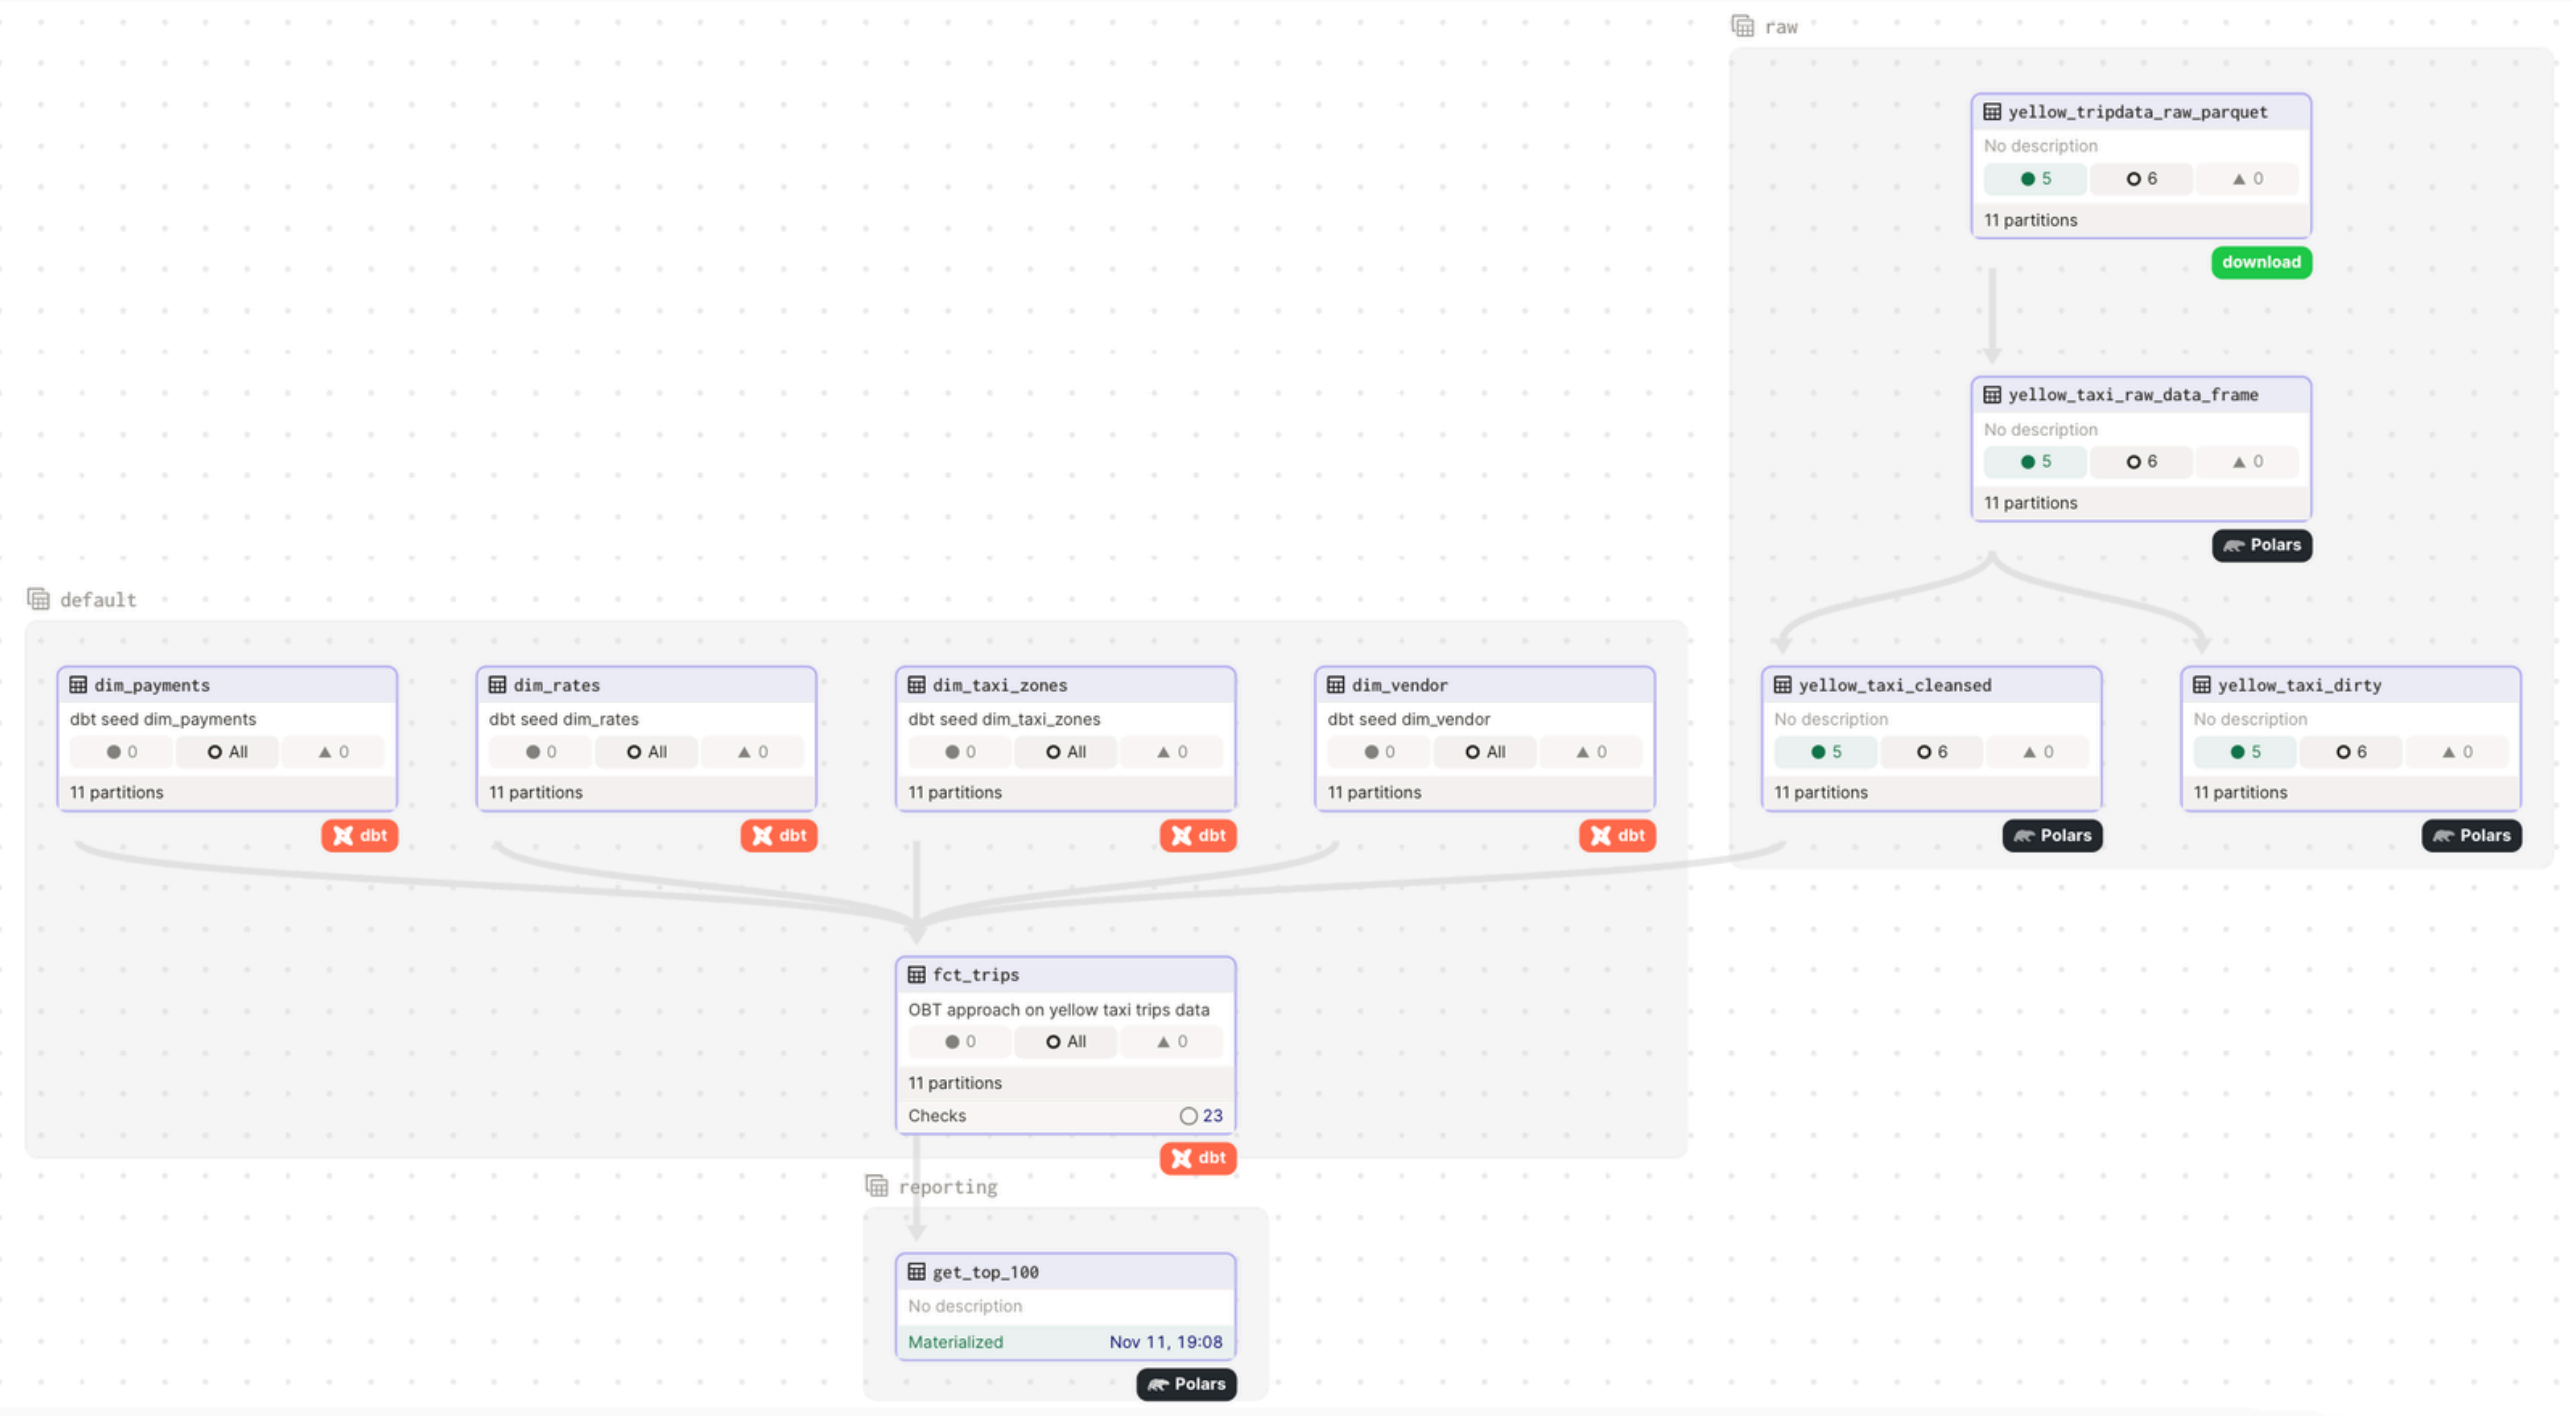 raw
yellow_tripdata_raw_parquet
No description
5 6 0
11 partitions
download
yellow_taxi_raw_data_frame
No description
5 6 0
11 partitions
Polars
default
dim_payments
dbt seed dim_payments
0 All 0
11 partitions
dbt
dim_rates
dbt seed dim_rates
0 All 0
11 partitions
dbt
dim_taxi_zones
dbt seed dim_taxi_zones
0 All 0
11 partitions
dbt
dim_vendor
dbt seed dim_vendor
0 All 0
11 partitions
dbt
yellow_taxi_cleansed
No description
5 6 0
11 partitions
Polars
yellow_taxi_dirty
No description
5 6 0
11 partitions
Polars
fct_trips
OBT approach on yellow taxi trips data
0 All 0
11 partitions
Checks 23
dbt
reporting
get_top_100
No description
Materialized Nov 11, 19:08
Polars